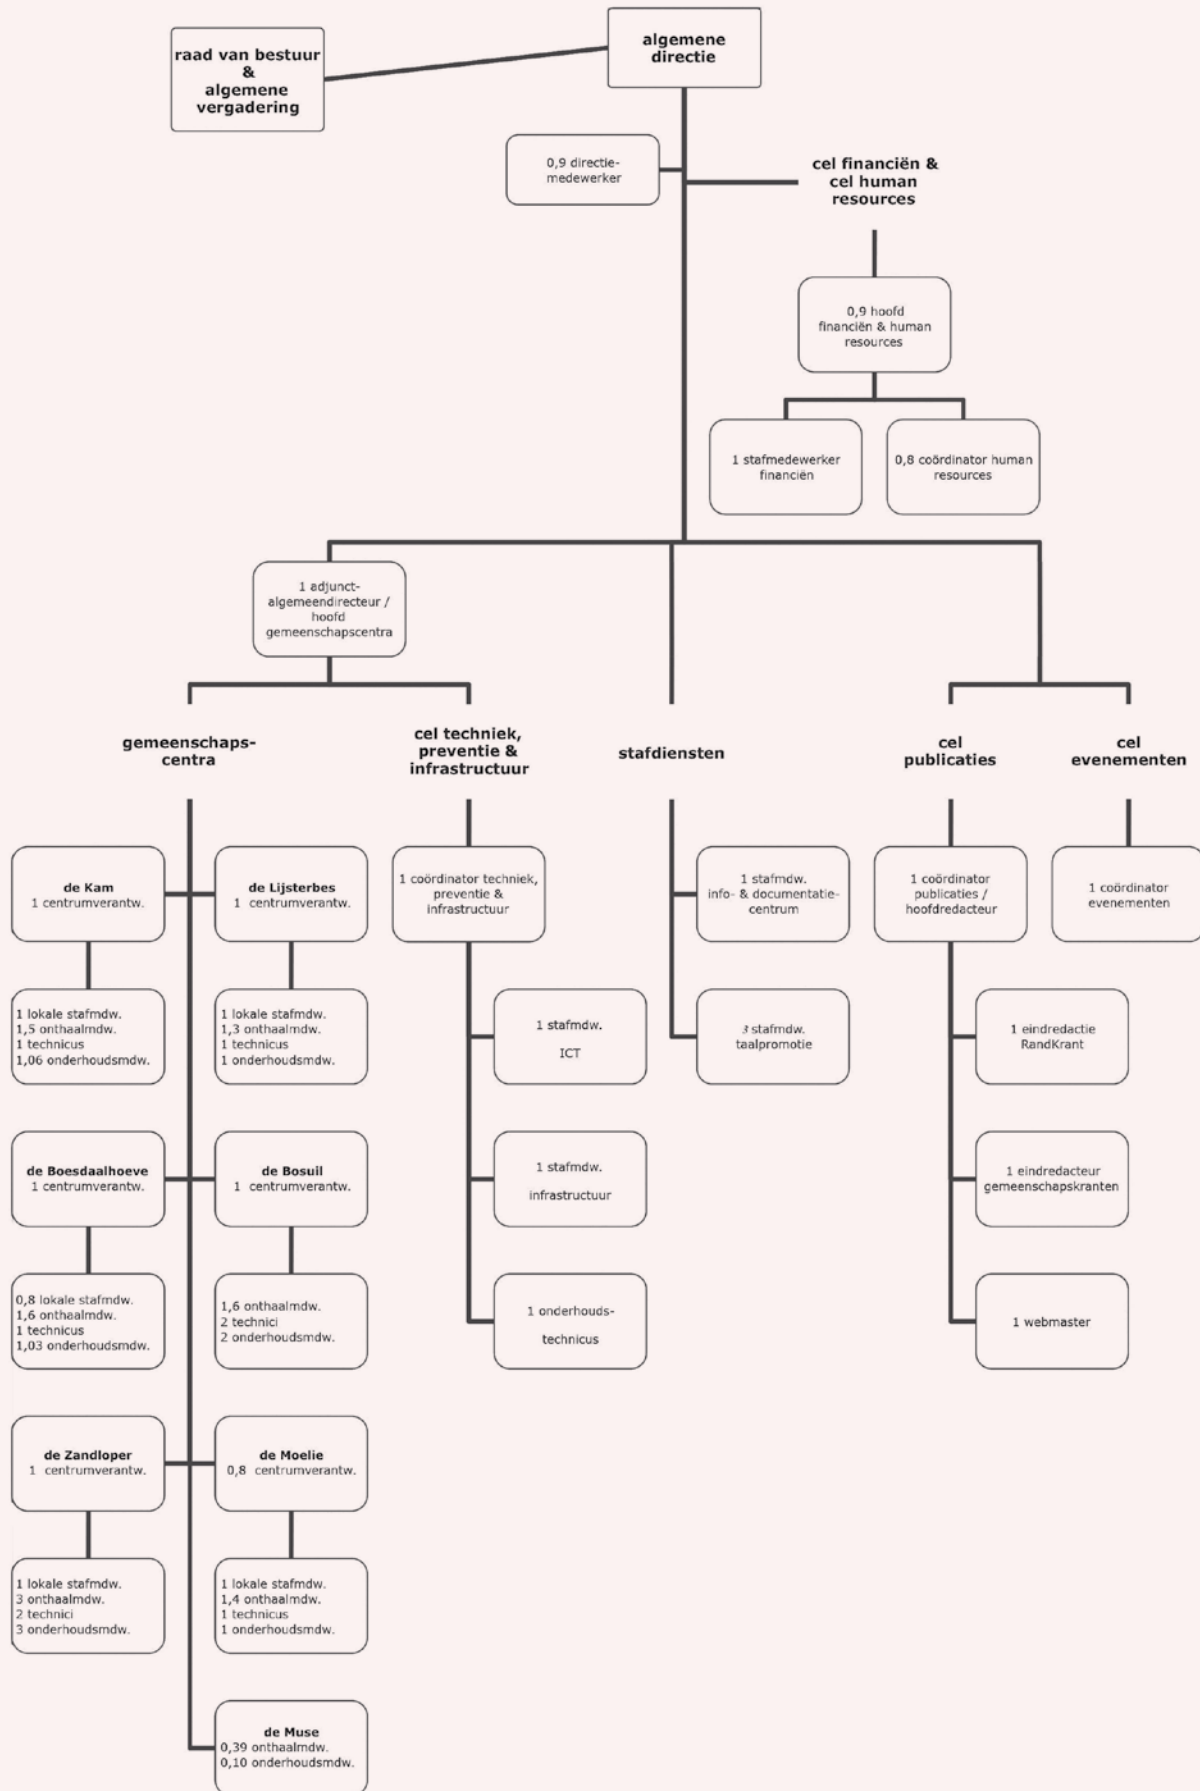 raad van bestuur
&
algemene
vergadering
algemene
directie
0,9 directie-
medewerker
cel financiën &
cel human
resources
0,9 hoofd
financiën & human
resources
1 stafmedewerker
financiën
0,8 coördinator human
resources
1 adjunct-
algemeendirecteur /
hoofd
gemeenschapscentra
gemeenschaps-
centra
cel techniek,
preventie &
infrastructuur
stafdiensten
cel
publicaties
cel
evenementen
de Kam
1 centrumverantw.
de Lijsterbes
1 centrumverantw.
1 coördinator techniek,
preventie &
infrastructuur
1 stafmdw.
info- & documentatie-
centrum
1 coördinator
publicaties /
hoofdredacteur
1 coördinator
evenementen
1 lokale stafmdw.
1,5 onthaalmdw.
1 technicus
1,06 onderhoudsmdw.
1 lokale stafmdw.
1,3 onthaalmdw.
1 technicus
1 onderhoudsmdw.
1 stafmdw.
ICT
3 stafmdw.
taalpromotie
1 eindredactie
RandKrant
de Boesdaalhoeve
1 centrumverantw.
de Bosuil
1 centrumverantw.
1 stafmdw.
infrastructuur
1 eindredacteur
gemeenschapskranten
0,8 lokale stafmdw.
1,6 onthaalmdw.
1 technicus
1,03 onderhoudsmdw.
1,6 onthaalmdw.
2 technici
2 onderhoudsmdw.
1 onderhouds-
technicus
1 webmaster
de Zandloper
1 centrumverantw.
de Moelie
0,8 centrumverantw.
1 lokale stafmdw.
3 onthaalmdw.
2 technici
3 onderhoudsmdw.
1 lokale stafmdw.
1,4 onthaalmdw.
1 technicus
1 onderhoudsmdw.
de Muse
0,39 onthaalmdw.
0,10 onderhoudsmdw.